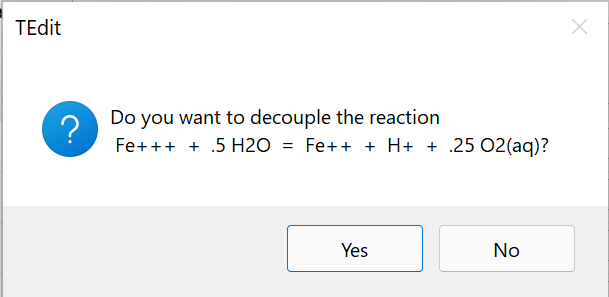 TEdit
Do you want to decouple the reaction
Fe+++ + .5 H2O = Fe++ + H+ + .25 O2(aq)?
Yes
No